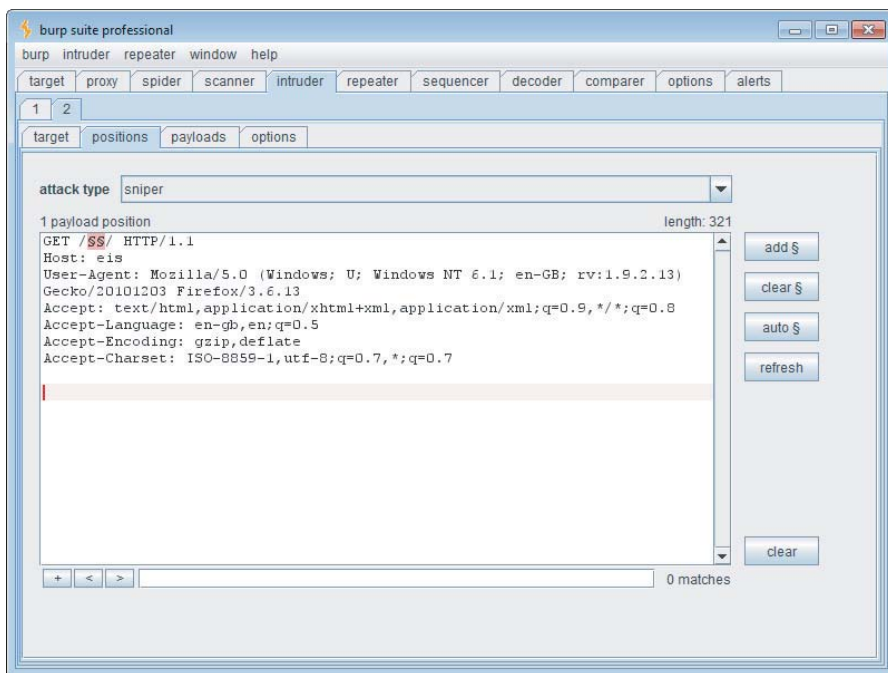 burp suite professional
burp intruder repeater window help
target proxy spider scanner intruder repeater sequencer decoder comparer options alerts
1 2
target positions payloads options
attack type sniper
1 payload position length: 321
GET /§§/ HTTP/1.1
Host: eis
User-Agent: Mozilla/5.0 (Windows; U; Windows NT 6.1; en-GB; rv:1.9.2.13)
Gecko/20101203 Firefox/3.6.13
Accept: text/html,application/xhtml+xml,application/xml;q=0.9,*/*;q=0.8
Accept-Language: en-gb,en;q=0.5
Accept-Encoding: gzip,deflate
Accept-Charset: ISO-8859-1,utf-8;q=0.7,*;q=0.7
add §
clear §
auto §
refresh
clear
+ < > 0 matches